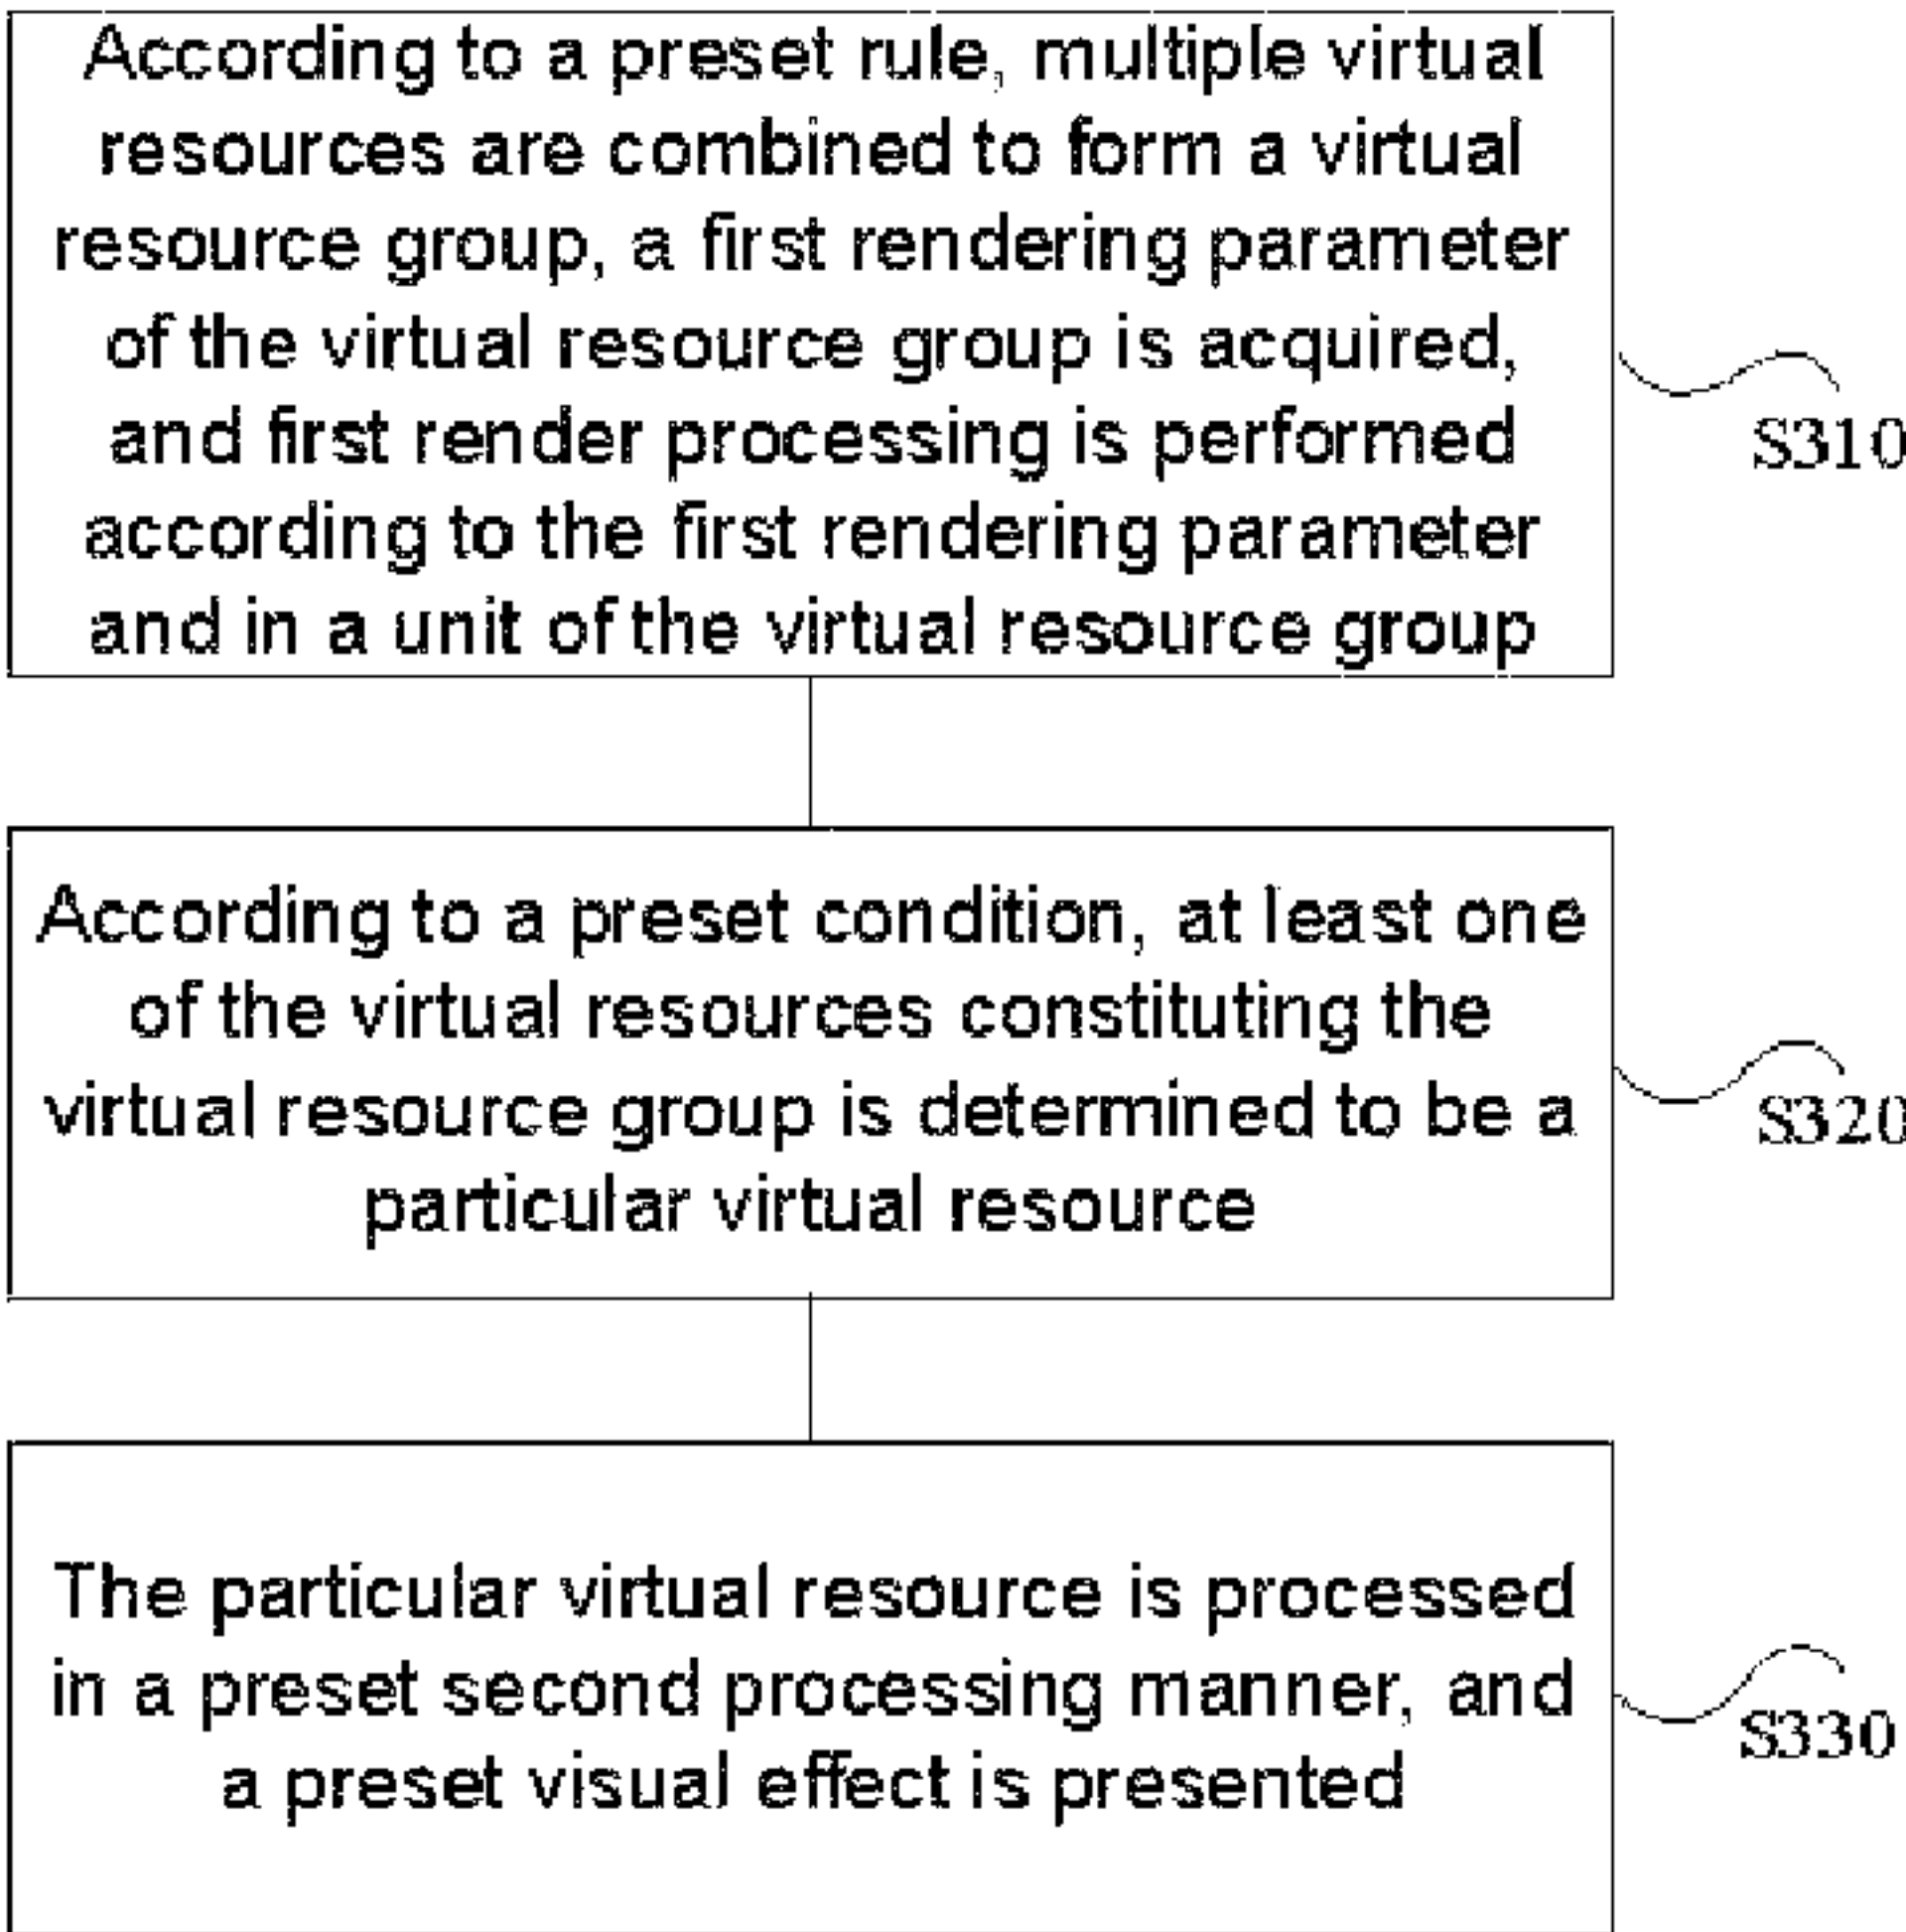 According to a preset rule, multiple virtual
resources are combined to form a virtual
resource group, a first rendering parameter
of the virtual resource group is acquired,
and first render processing is performed
according to the first rendering parameter
and in a unit of the virtual resource group
S310
According to a preset condition, at least one
of the virtual resources constituting the
virtual resource group is determined to be a
particular virtual resource
S320
The particular virtual resource is processed
in a preset second processing manner, and
a preset visual effect is presented
S330